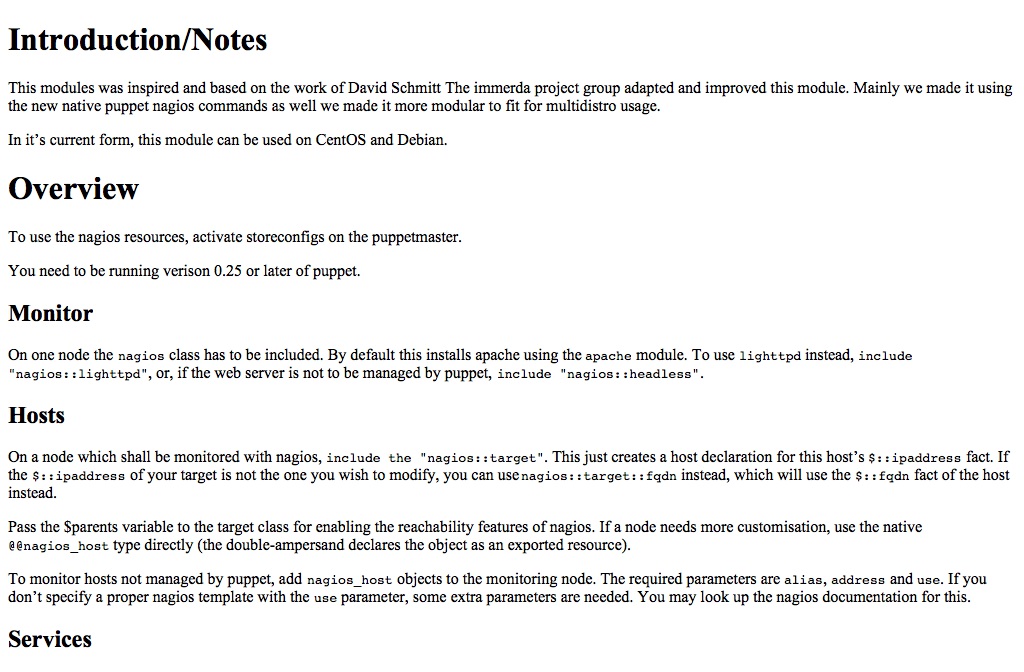 Introduction/Notes
This modules was inspired and based on the work of David Schmitt The immerda project group adapted and improved this module. Mainly we made it using
the new native puppet nagios commands as well we made it more modular to fit for multidistro usage.
In it’s current form, this module can be used on CentOS and Debian.
Overview
To use the nagios resources, activate storeconfigs on the puppetmaster.
You need to be running verison 0.25 or later of puppet.
Monitor
On one node the nagios class has to be included. By default this installs apache using the apache module. To use lighttpd instead, include
"nagios::lighttpd", or, if the web server is not to be managed by puppet, include "nagios::headless".
Hosts
On a node which shall be monitored with nagios, include the "nagios::target". This just creates a host declaration for this host’s $::ipaddress fact. If
the $::ipaddress of your target is not the one you wish to modify, you can use nagios::target::fqdn instead, which will use the $::fqdn fact of the host
instead.
Pass the $parents variable to the target class for enabling the reachability features of nagios. If a node needs more customisation, use the native
@@nagios_host type directly (the double-ampersand declares the object as an exported resource).
To monitor hosts not managed by puppet, add nagios_host objects to the monitoring node. The required parameters are alias, address and use. If you
don’t specify a proper nagios template with the use parameter, some extra parameters are needed. You may look up the nagios documentation for this.
Services